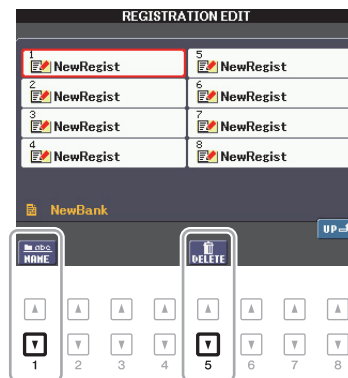 REGISTRATION EDIT
1 NewRegist
5 NewRegist
2 NewRegist
6 NewRegist
3 NewRegist
7 NewRegist
4 NewRegist
8 NewRegist
NewBank
UP
abc
NAME
DELETE
1 2 3 4 5 6 7 8